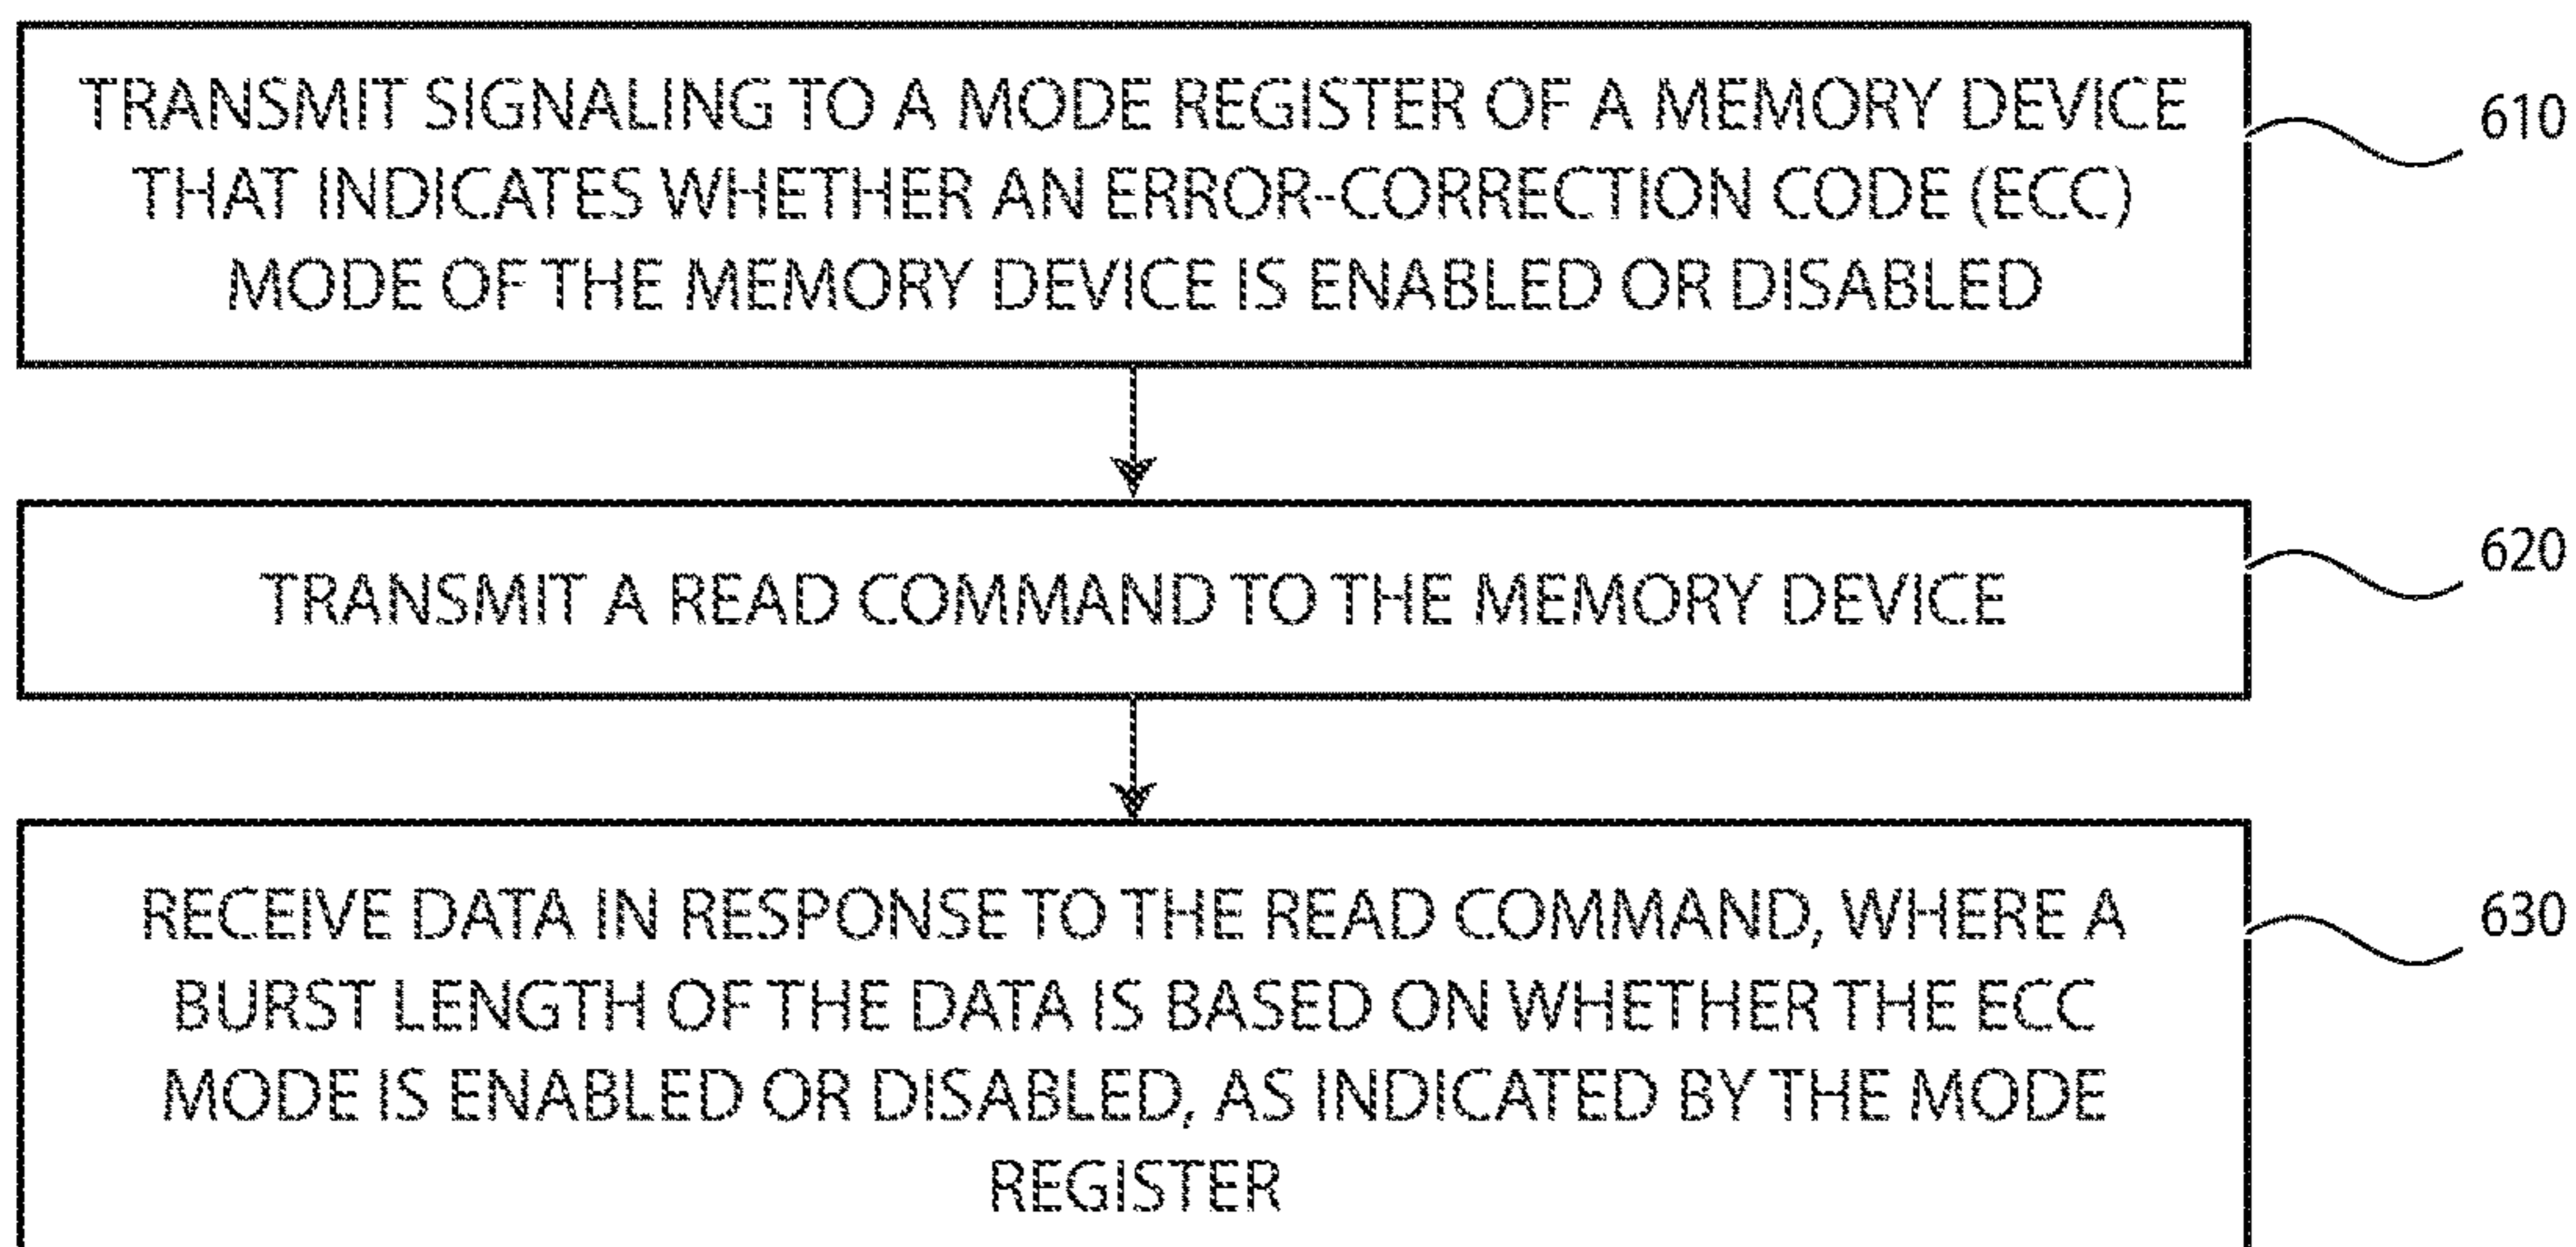 TRANSMIT SIGNALING TO A MODE REGISTER OF A MEMORY DEVICE
THAT INDICATES WHETHER AN ERROR-CORRECTION CODE (ECC)
MODE OF THE MEMORY DEVICE IS ENABLED OR DISABLED
610
TRANSMIT A READ COMMAND TO THE MEMORY DEVICE
620
RECEIVE DATA IN RESPONSE TO THE READ COMMAND, WHERE A
BURST LENGTH OF THE DATA IS BASED ON WHETHER THE ECC
MODE IS ENABLED OR DISABLED, AS INDICATED BY THE MODE
REGISTER
630